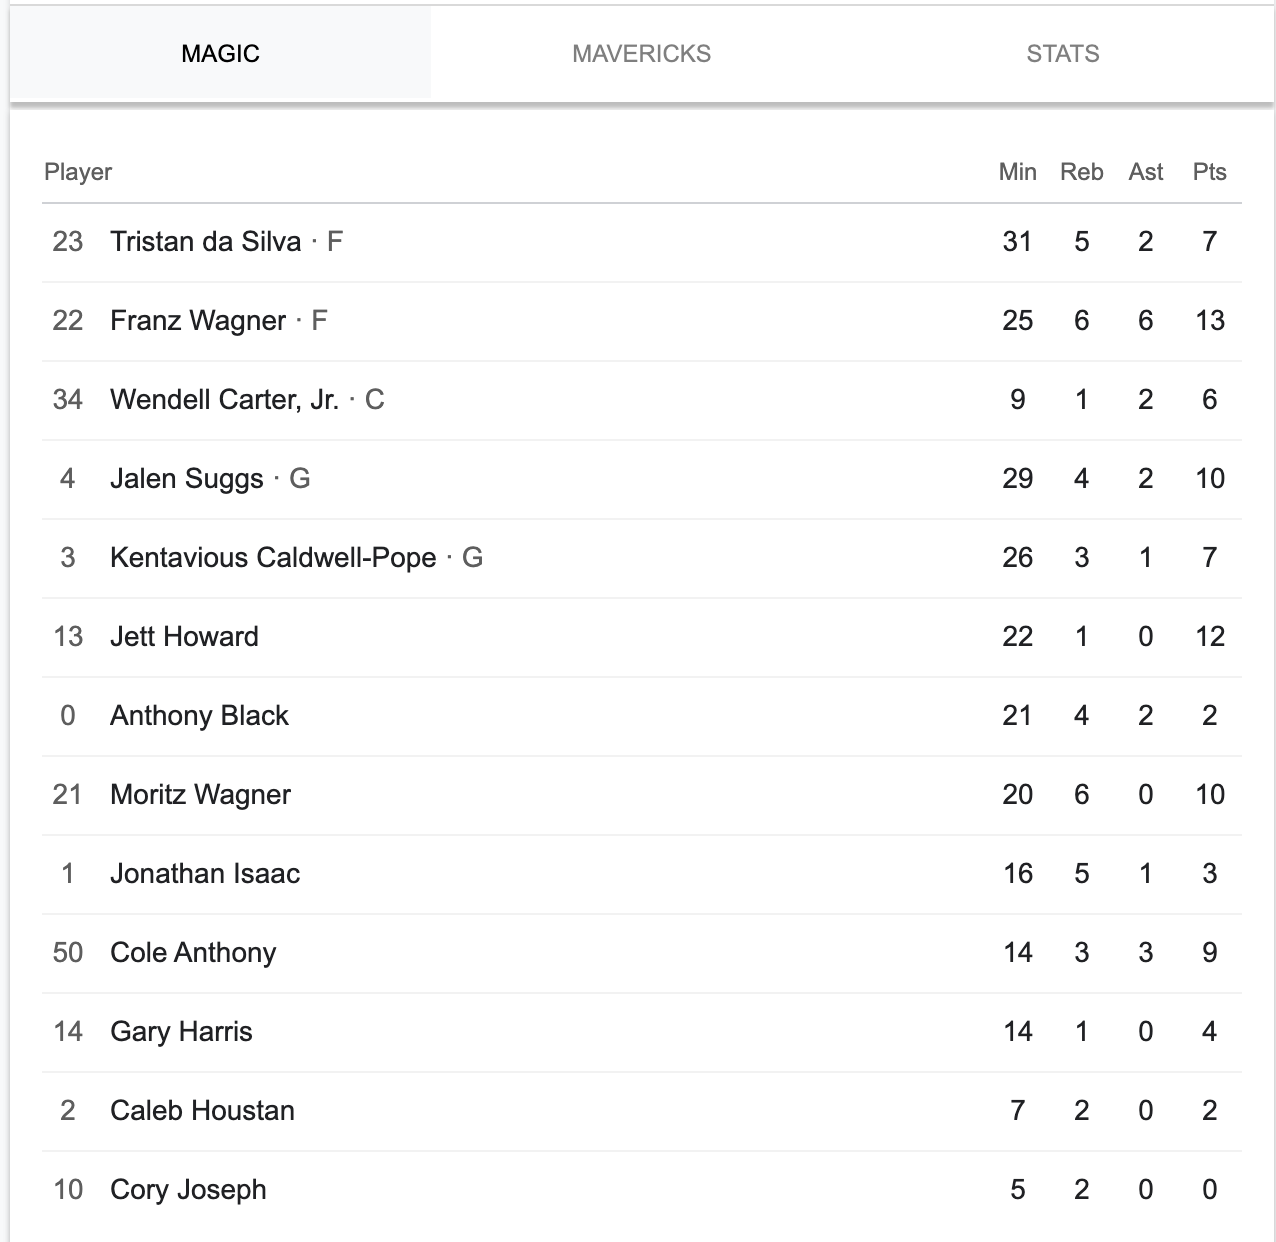 MAGIC MAVERICKS STATS
Player Min Reb Ast Pts
23 Tristan da Silva · F 31 5 2 7
22 Franz Wagner · F 25 6 6 13
34 Wendell Carter, Jr. · C 9 1 2 6
4 Jalen Suggs · G 29 4 2 10
3 Kentavious Caldwell-Pope · G 26 3 1 7
13 Jett Howard 22 1 0 12
0 Anthony Black 21 4 2 2
21 Moritz Wagner 20 6 0 10
1 Jonathan Isaac 16 5 1 3
50 Cole Anthony 14 3 3 9
14 Gary Harris 14 1 0 4
2 Caleb Houstan 7 2 0 2
10 Cory Joseph 5 2 0 0